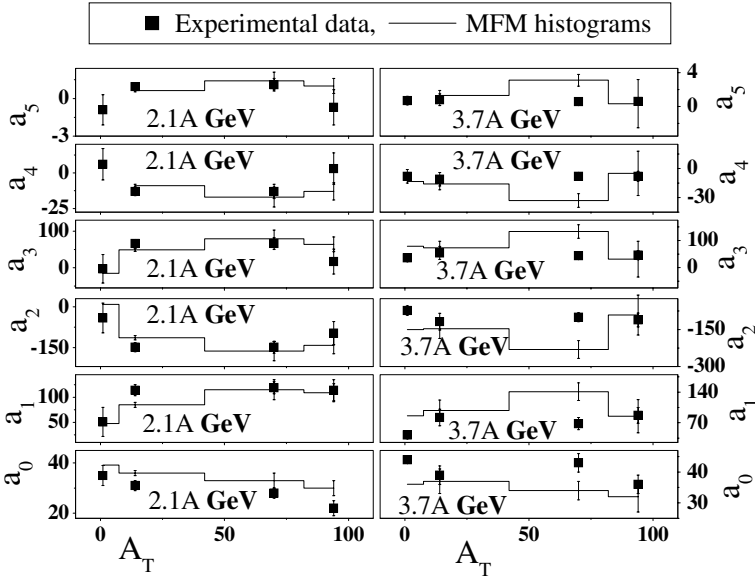 Experimental data, MFM histograms
a5 0 -3 2.1A GeV 3.7A GeV 4 0 a5
a4 0 -25 2.1A GeV 3.7A GeV 0 -30 a4
a3 100 0 2.1A GeV 3.7A GeV 100 0 a3
a2 0 -150 2.1A GeV 3.7A GeV -150 -300 a2
a1 100 50 2.1A GeV 3.7A GeV 140 70 a1
a0 40 20 2.1A GeV 3.7A GeV 40 30 a0
0 50 100 0 50 100
AT AT